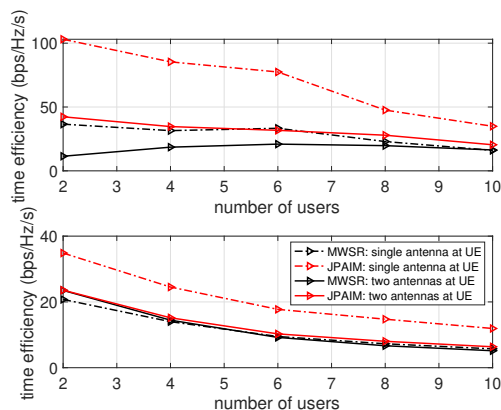 time efficiency (bps/Hz/s)
100
50
0
2 3 4 5 6 7 8 9 10
number of users
time efficiency (bps/Hz/s)
40
20
0
MWSR: single antenna at UE
JPAIM: single antenna at UE
MWSR: two antennas at UE
JPAIM: two antennas at UE
2 3 4 5 6 7 8 9 10
number of users